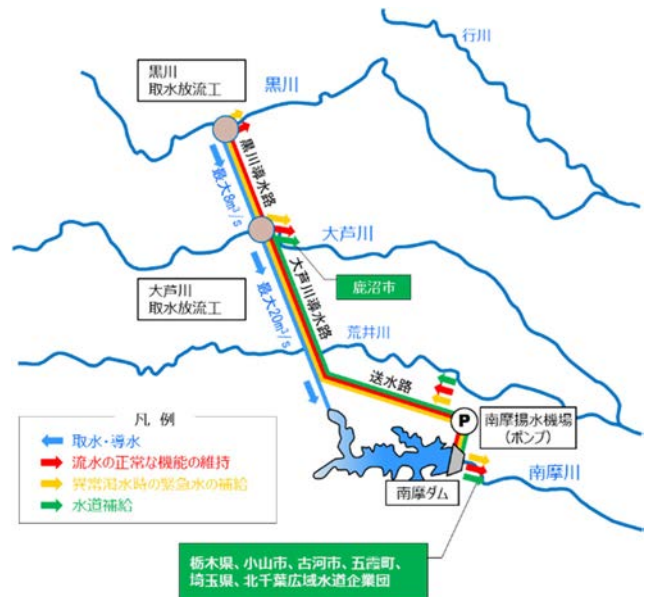 行川
黒川
取水放流工
黒川
黒川導水路
最大8m³/s
大芦川
鹿沼市
大芦川
取水放流工
最大20m³/s
大芦川導水路
荒井川
送水路
凡 例
取水・導水
流水の正常な機能の維持
異常渇水時の緊急水の補給
水道補給
P
南摩揚水機場
(ポンプ)
南摩ダム
南摩川
栃木県、小山市、古河市、五霞町、
埼玉県、北千葉広域水道企業団